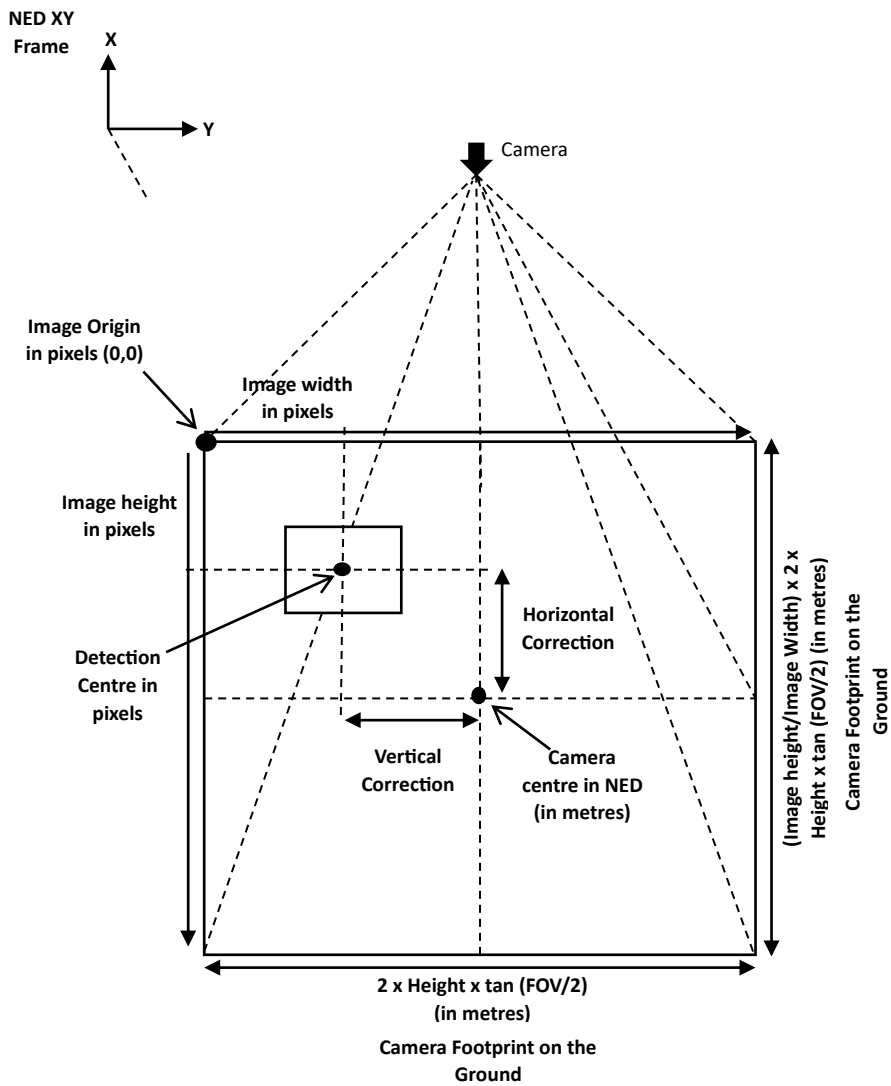 NED XY
Frame
X
Y
Camera
Image Origin
in pixels (0,0)
Image width
in pixels
Image height
in pixels
Detection
Centre in
pixels
Horizontal
Correction
Vertical
Correction
Camera
centre in NED
(in metres)
(Image height/Image Width) x 2 x
Height x tan (FOV/2) (in metres)
Camera Footprint on the
Ground
2 x Height x tan (FOV/2)
(in metres)
Camera Footprint on the
Ground